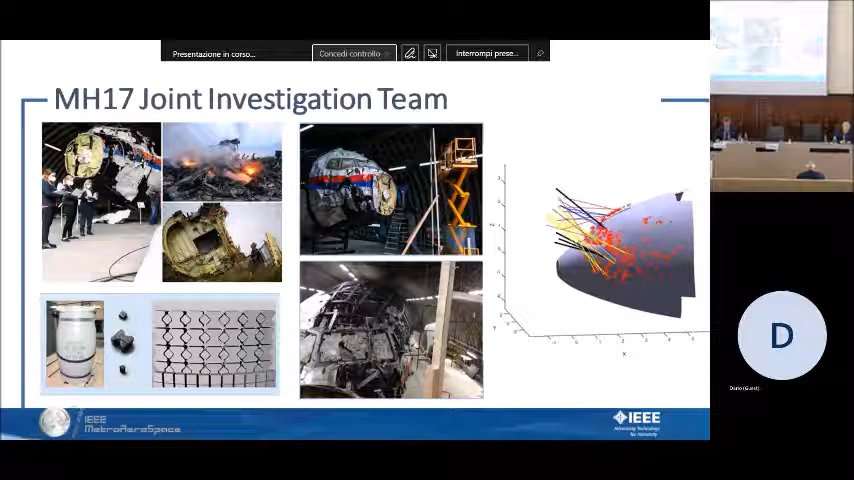 Presentazione in corso...
Concedi controllo
Interrompi prese...
MH17 Joint Investigation Team
X
IEEE
MetroAeroSpace
IEEE
Advancing Technology
for Humanity
D
Dario (Guest)